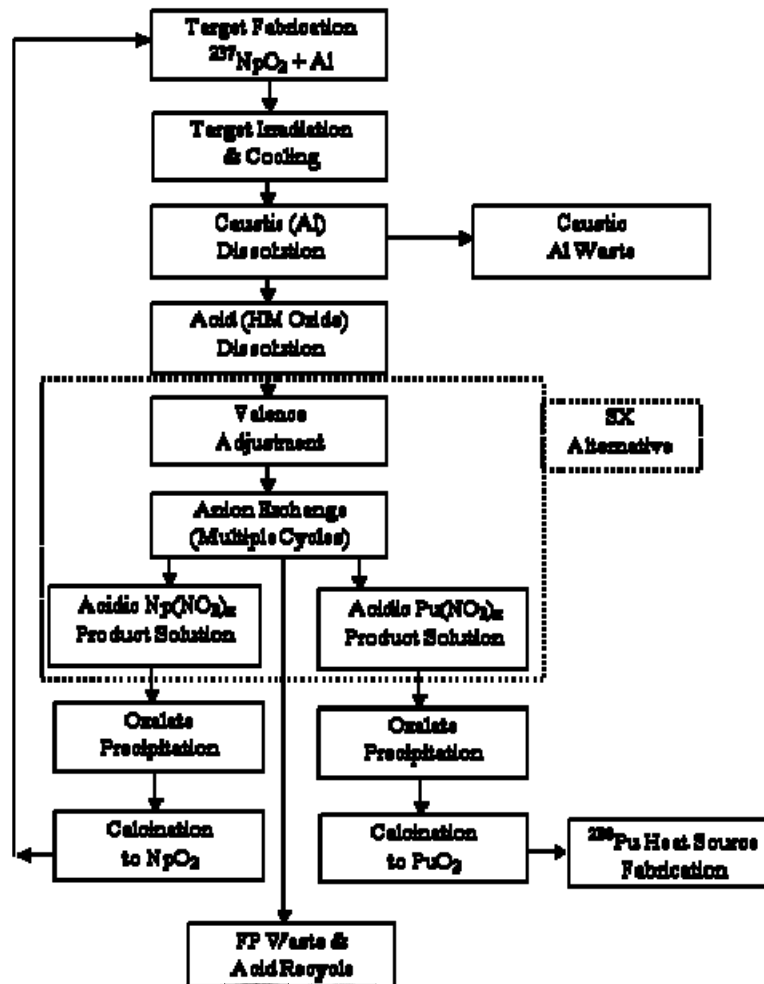 Target Fabrication
²³⁷NpO₂ + Al
Target Irradiation
& Cooling
Caustic (Al)
Dissolution
Caustic
Al Waste
Acid (HM Oxide)
Dissolution
Valence
Adjustment
SX
Alternative
Anion Exchange
(Multiple Cycles)
Acidic Np(NO₃)ₓ
Product Solution
Acidic Pu(NO₃)ₓ
Product Solution
Oxalate
Precipitation
Oxalate
Precipitation
Calcination
to NpO₂
Calcination
to PuO₂
²³⁸Pu Heat Source
Fabrication
FP Waste &
Acid Recycle